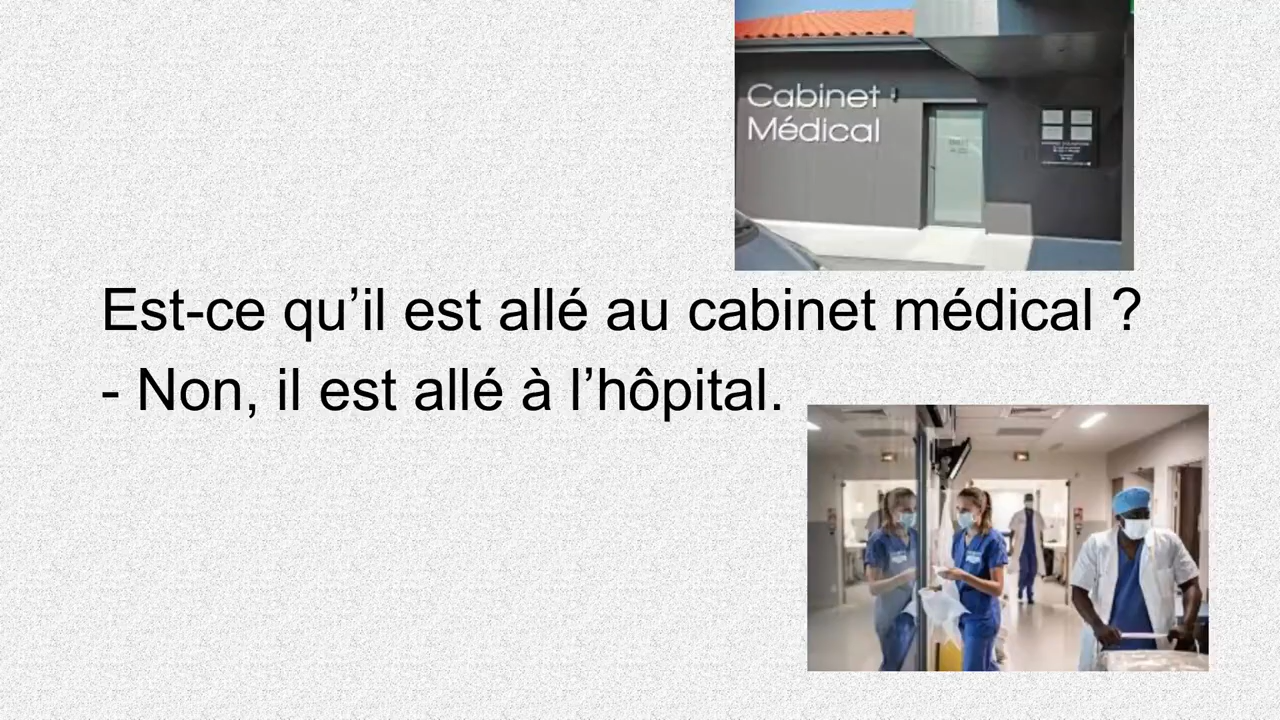 Cabinet
Médical
Est-ce qu’il est allé au cabinet médical ?
- Non, il est allé à l’hôpital.